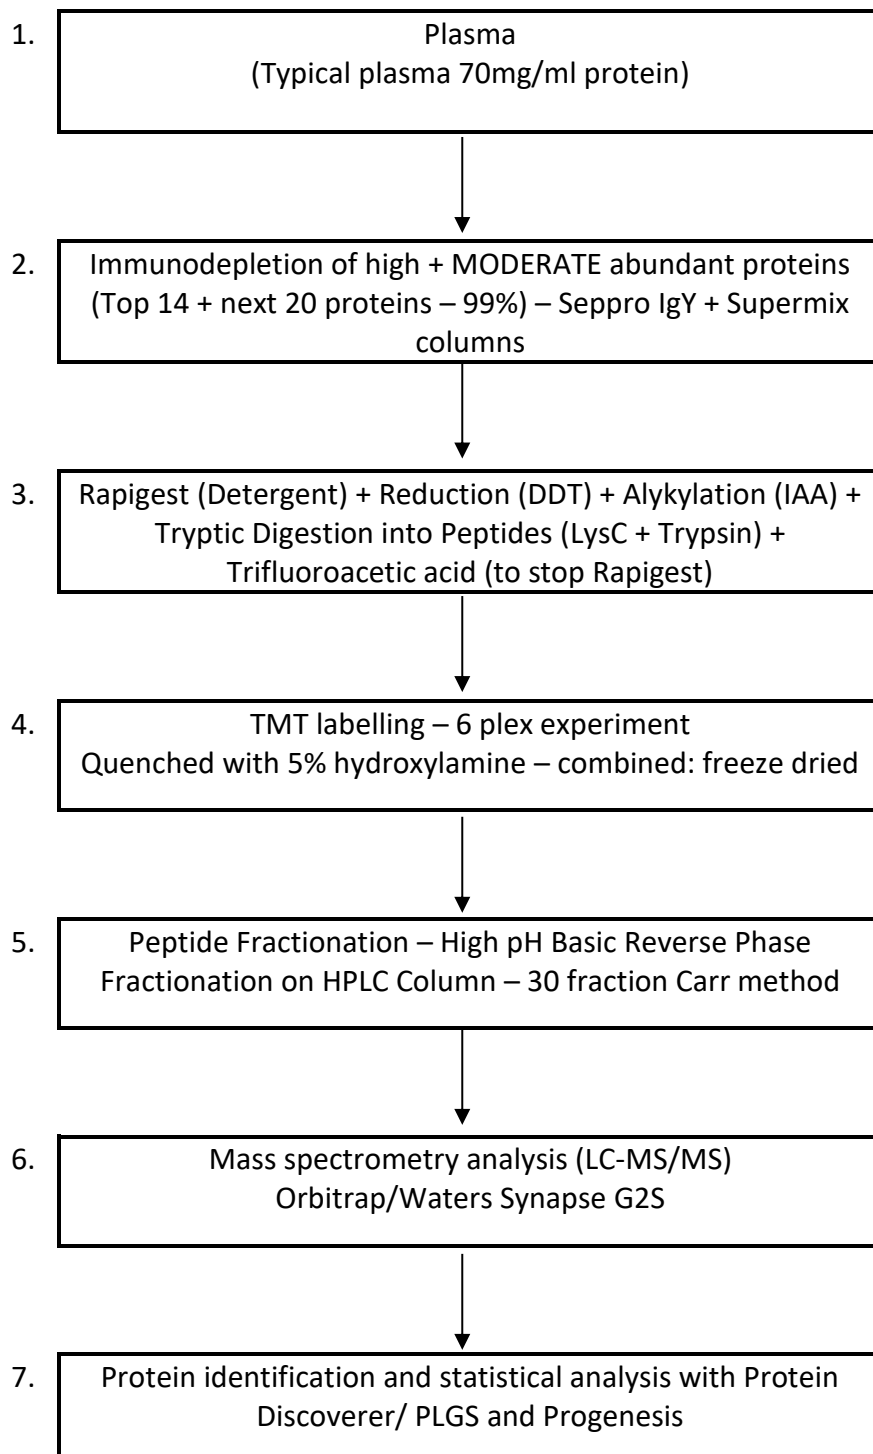 1.
Plasma
(Typical plasma 70mg/ml protein)
2.
Immunodepletion of high + MODERATE abundant proteins
(Top 14 + next 20 proteins – 99%) – Seppro IgY + Supermix
columns
3.
Rapigest (Detergent) + Reduction (DDT) + Alykylation (IAA) +
Tryptic Digestion into Peptides (LysC + Trypsin) +
Trifluoroacetic acid (to stop Rapigest)
4.
TMT labelling – 6 plex experiment
Quenched with 5% hydroxylamine – combined: freeze dried
5.
Peptide Fractionation – High pH Basic Reverse Phase
Fractionation on HPLC Column – 30 fraction Carr method
6.
Mass spectrometry analysis (LC-MS/MS)
Orbitrap/Waters Synapse G2S
7.
Protein identification and statistical analysis with Protein
Discoverer/ PLGS and Progenesis